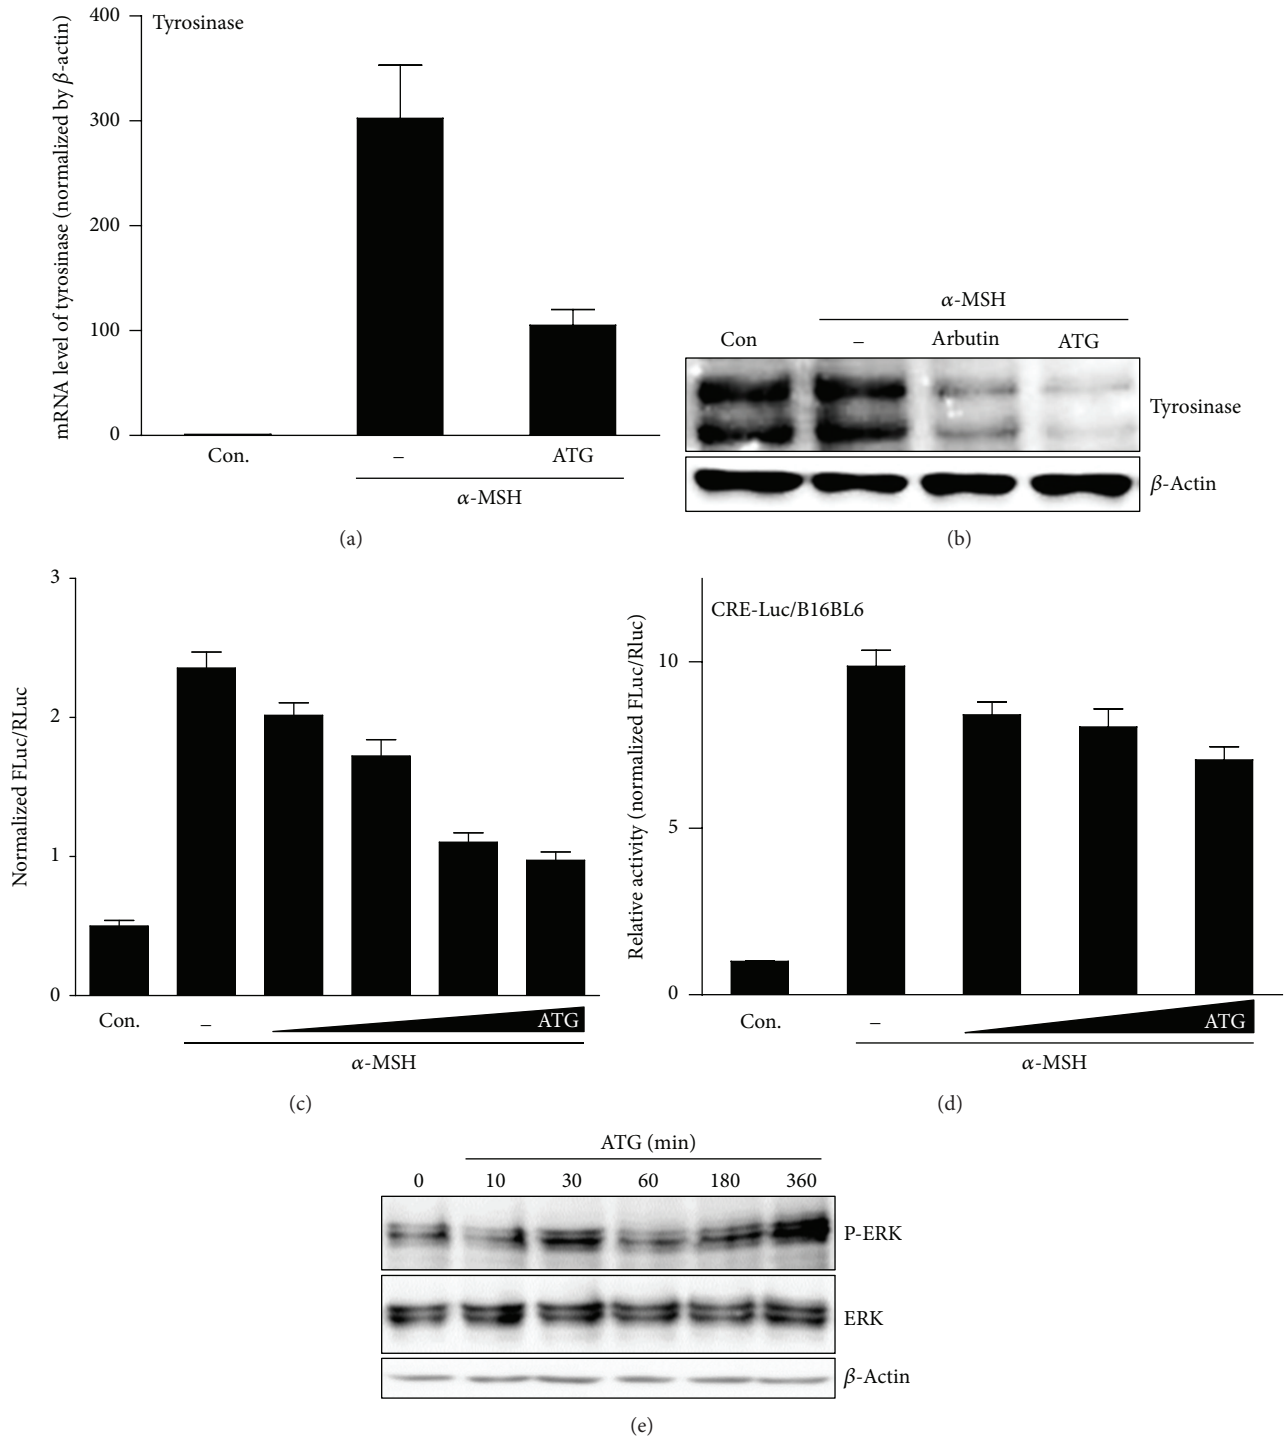 mRNA level of tyrosinase (normalized by β-actin)
400
300
200
100
0
Tyrosinase
Con.
–
ATG
α-MSH
(a)
α-MSH
Con
–
Arbutin
ATG
Tyrosinase
β-Actin
(b)
Normalized FLuc/RLuc
3
2
1
0
Con.
–
ATG
α-MSH
(c)
Relative activity (normalized FLuc/Rluc)
CRE-Luc/B16BL6
10
5
0
Con.
–
ATG
α-MSH
(d)
ATG (min)
0 10 30 60 180 360
P-ERK
ERK
β-Actin
(e)